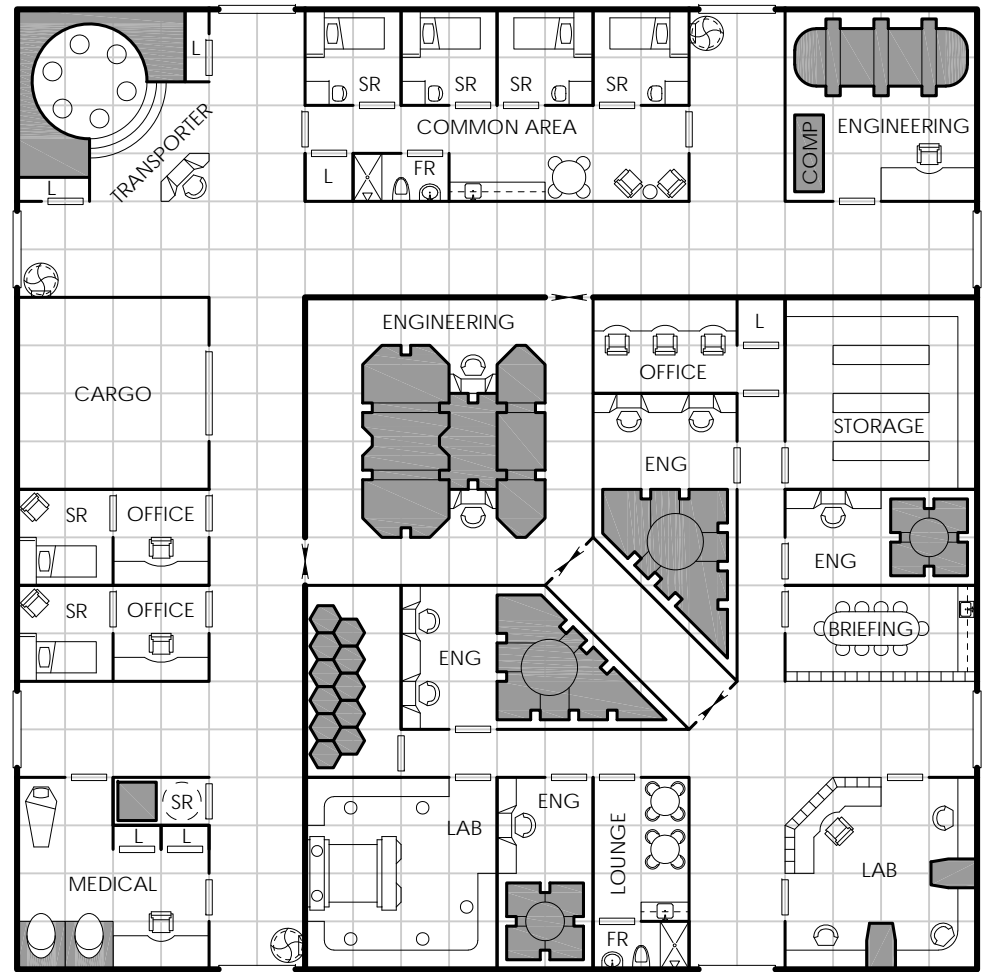 L
SR
SR
SR
SR
COMMON AREA
TRANSPORTER
L
L
FR
COMP
ENGINEERING
ENGINEERING
L
OFFICE
CARGO
STORAGE
ENG
SR
OFFICE
ENG
SR
OFFICE
BRIEFING
ENG
SR
L
L
MEDICAL
LAB
ENG
LOUNGE
FR
LAB